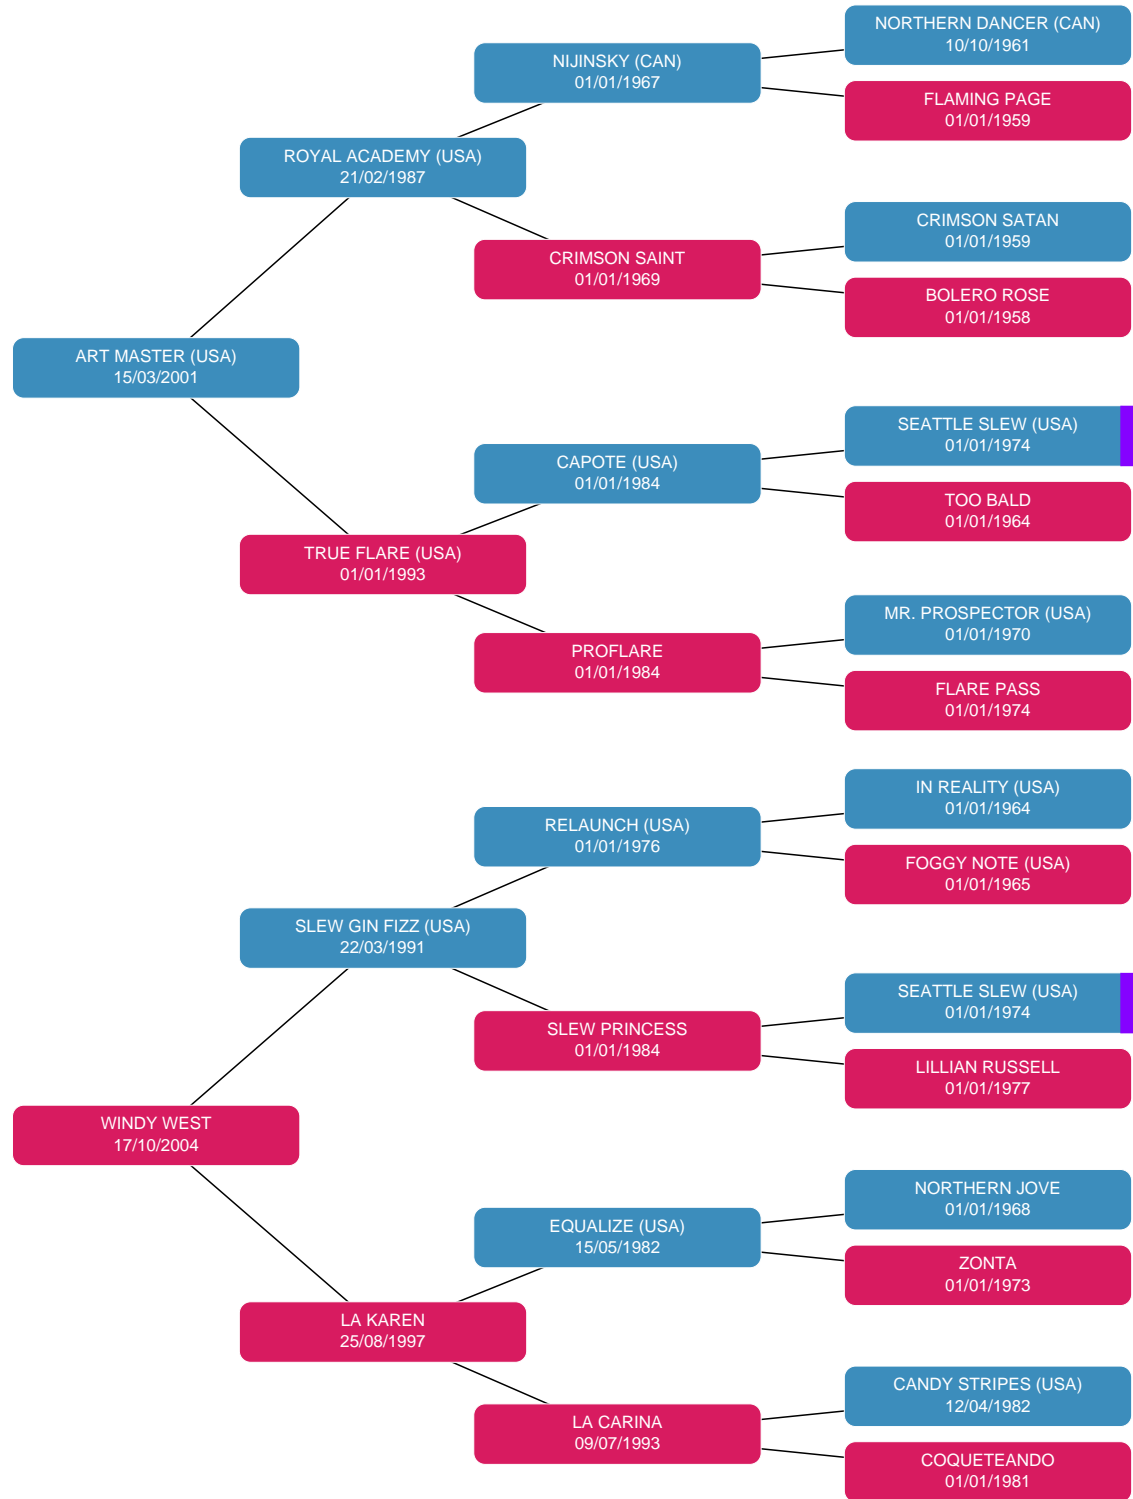 NORTHERN DANCER (CAN)
10/10/1961
NIJINSKY (CAN)
01/01/1967
FLAMING PAGE
01/01/1959
ROYAL ACADEMY (USA)
21/02/1987
CRIMSON SATAN
01/01/1959
CRIMSON SAINT
01/01/1969
BOLERO ROSE
01/01/1958
ART MASTER (USA)
15/03/2001
SEATTLE SLEW (USA)
01/01/1974
CAPOTE (USA)
01/01/1984
TOO BALD
01/01/1964
TRUE FLARE (USA)
01/01/1993
MR. PROSPECTOR (USA)
01/01/1970
PROFLARE
01/01/1984
FLARE PASS
01/01/1974
IN REALITY (USA)
01/01/1964
RELAUNCH (USA)
01/01/1976
FOGGY NOTE (USA)
01/01/1965
SLEW GIN FIZZ (USA)
22/03/1991
SEATTLE SLEW (USA)
01/01/1974
SLEW PRINCESS
01/01/1984
LILLIAN RUSSELL
01/01/1977
WINDY WEST
17/10/2004
NORTHERN JOVE
01/01/1968
EQUALIZE (USA)
15/05/1982
ZONTA
01/01/1973
LA KAREN
25/08/1997
CANDY STRIPES (USA)
12/04/1982
LA CARINA
09/07/1993
COQUETEANDO
01/01/1981